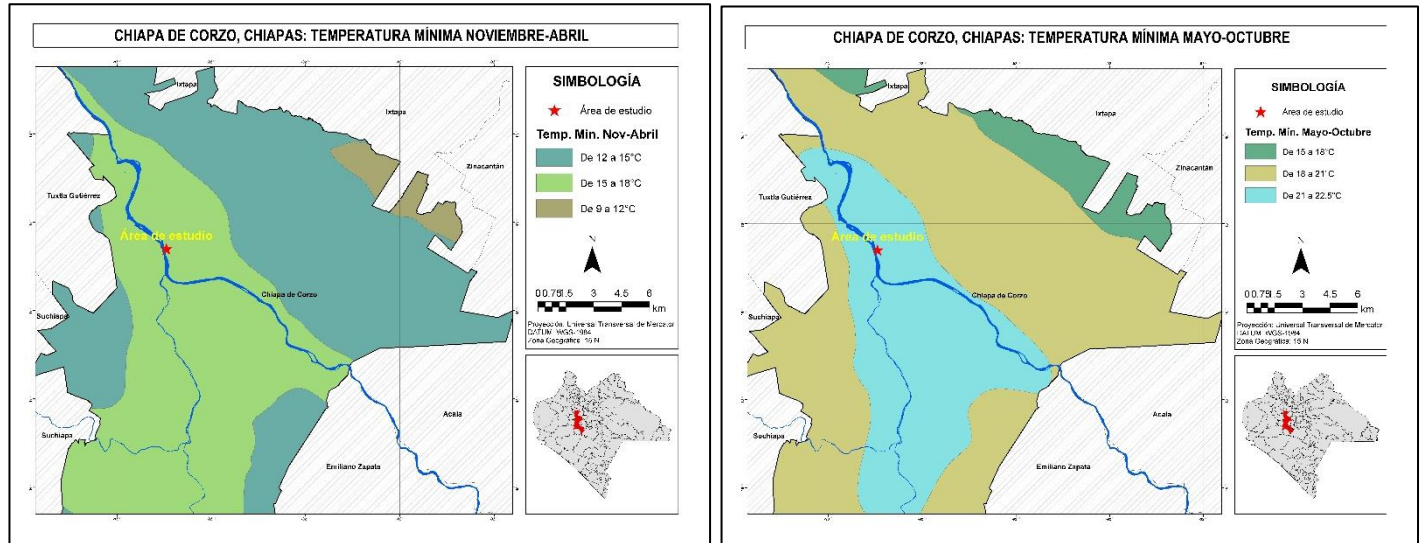 CHIAPA DE CORZO, CHIAPAS: TEMPERATURA MÍNIMA NOVIEMBRE-ABRIL
Ixtapa
Ixtapa
Zinacantán
Tuxtla Gutiérrez
Área de estudio
Chiapa de Corzo
Suchiapa
Acala
Suchiapa
Emiliano Zapata
SIMBOLOGÍA
Área de estudio
Temp. Min. Nov-Abril
De 12 a 15°C
De 15 a 18°C
De 9 a 12°C
N
0 0.75 1.5 3 4.5 6
km
Proyección: Universal Transversal de Mercator
DATUM: WGS-1984
Zona Geográfica: 15 N
CHIAPA DE CORZO, CHIAPAS: TEMPERATURA MÍNIMA MAYO-OCTUBRE
Ixtapa
Ixtapa
Zinacantán
Tuxtla Gutiérrez
Área de estudio
Chiapa de Corzo
Suchiapa
Acala
Suchiapa
Emiliano Zapata
SIMBOLOGÍA
Área de estudio
Temp. Mín. Mayo-Octubre
De 15 a 18°C
De 18 a 21°C
De 21 a 22.5°C
N
0 0.75 1.5 3 4.5 6
km
Proyección: Universal Transversal de Mercator
DATUM: WGS-1984
Zona Geográfica: 15 N